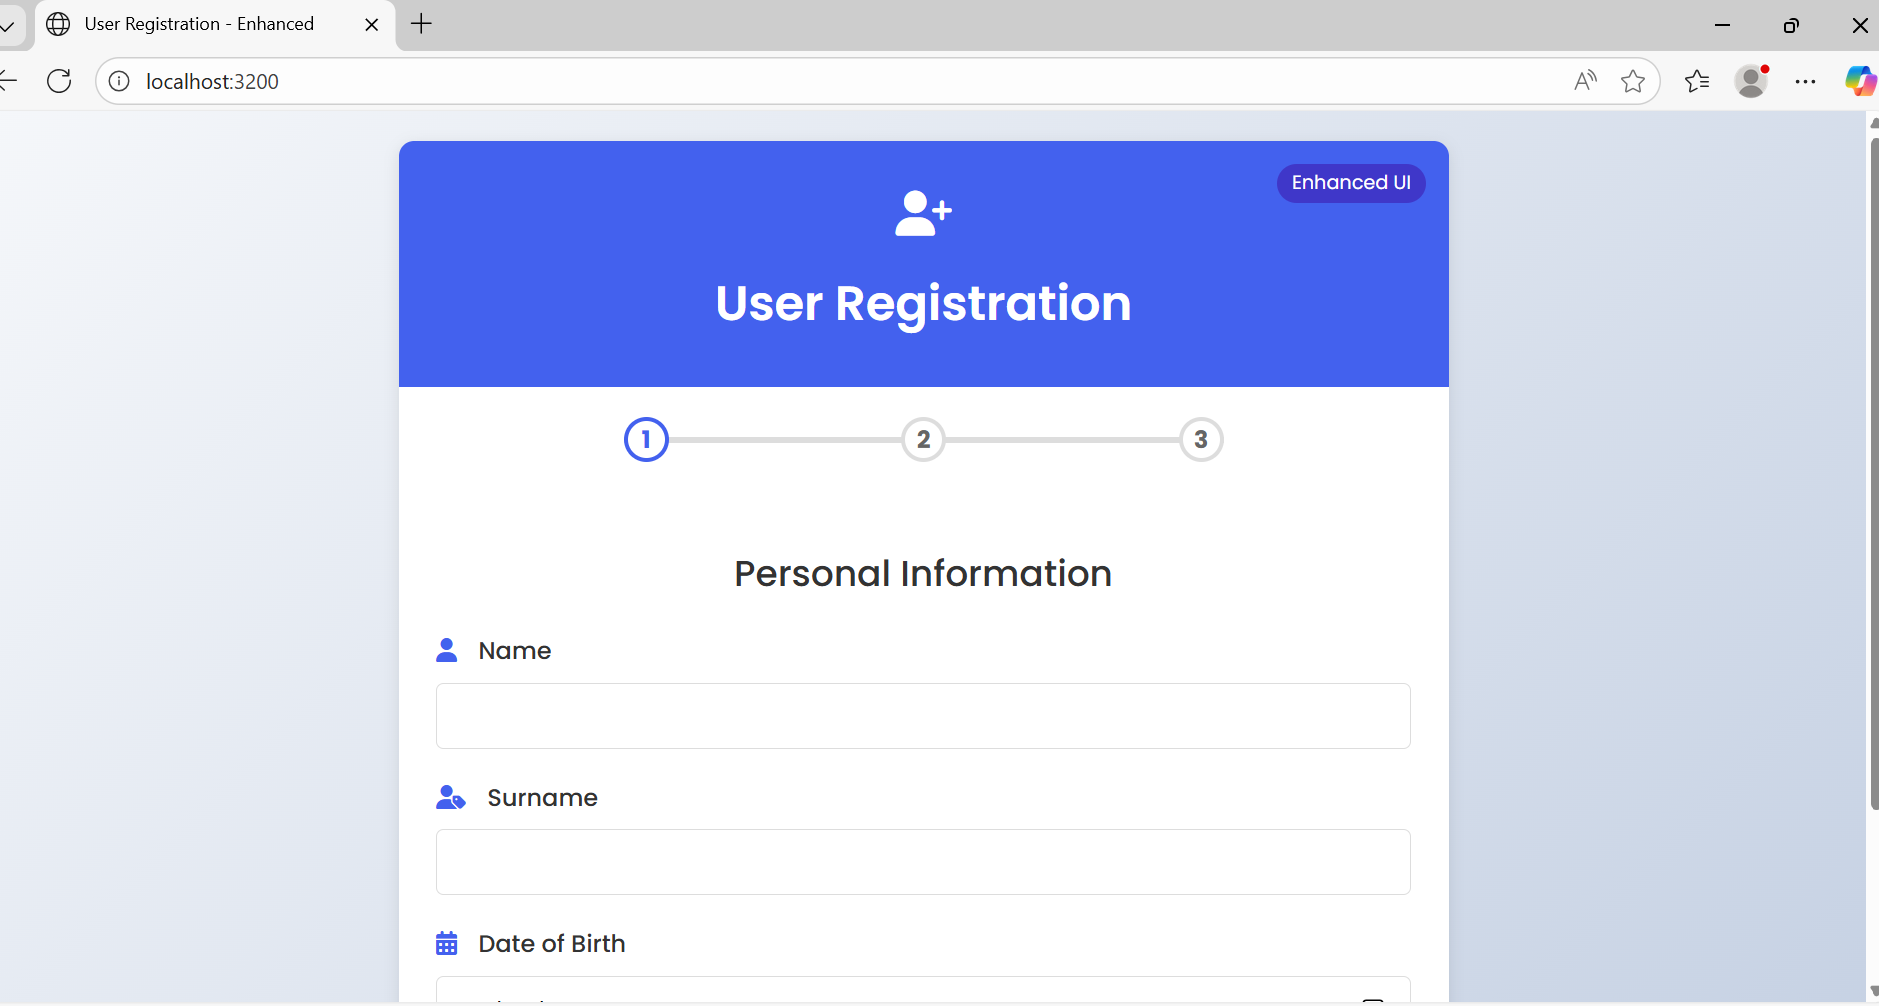 User Registration - Enhanced
localhost:3200
Enhanced UI
User Registration
1 2 3
Personal Information
Name
Surname
Date of Birth